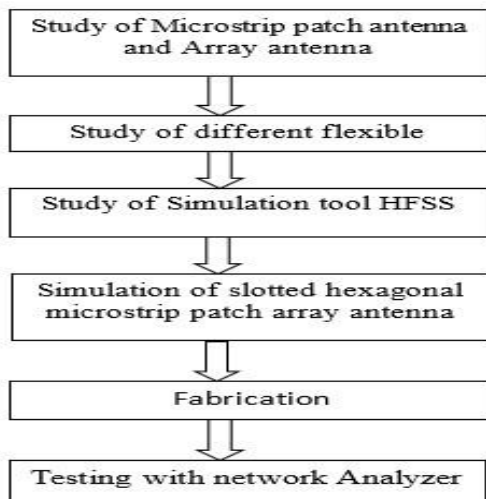 Study of Microstrip patch antenna
and Array antenna
Study of different flexible
Study of Simulation tool HFSS
Simulation of slotted hexagonal
microstrip patch array antenna
Fabrication
Testing with network Analyzer